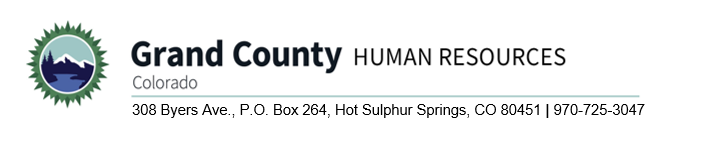 Grand County HUMAN RESOURCES
Colorado
308 Byers Ave., P.O. Box 264, Hot Sulphur Springs, CO 80451 | 970-725-3047